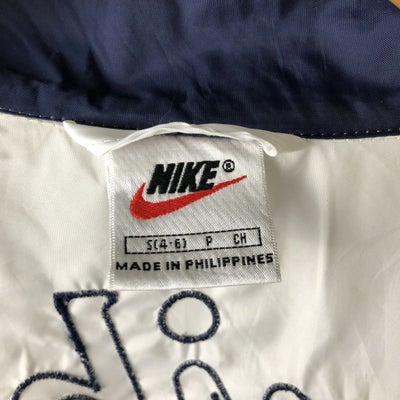 NIKE®
S(4-6) P CH
MADE IN PHILIPPINES